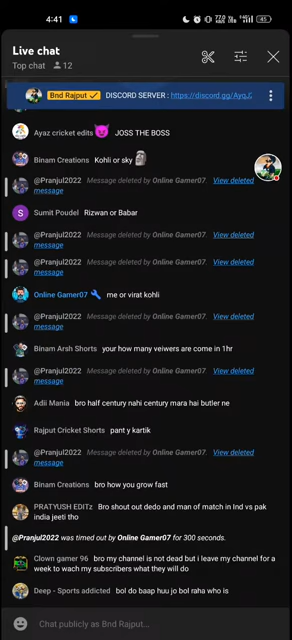 4:41
45
Live chat
Top chat 12
Bnd Rajput DISCORD SERVER : https://discord.gg/AyqJ
Ayaz cricket edits JOSS THE BOSS
Binam Creations Kohli or sky
@Pranjul2022 Message deleted by Online Gamer07. View deleted
message
Sumit Poudel Rizwan or Babar
@Pranjul2022 Message deleted by Online Gamer07. View deleted
message
@Pranjul2022 Message deleted by Online Gamer07. View deleted
message
Online Gamer07 me or virat kohli
@Pranjul2022 Message deleted by Online Gamer07. View deleted
message
Binam Arsh Shorts your how many veiwers are come in 1hr
@Pranjul2022 Message deleted by Online Gamer07. View deleted
message
Adii Mania bro half century nahi century mara hai butler ne
Rajput Cricket Shorts pant y kartik
@Pranjul2022 Message deleted by Online Gamer07. View deleted
message
Binam Creations bro how you grow fast
PRATYUSH EDITz Bro shout out dedo and man of match in Ind vs pak
india jeeti tho
@Pranjul2022 was timed out by Online Gamer07 for 300 seconds.
Clown gamer 96 bro my channel is not dead but i leave my channel for
a week to wach my subscribers what they will do
Deep - Sports addicted bol do baap huu jo bol raha who is
Chat publicly as Bnd Rajput...